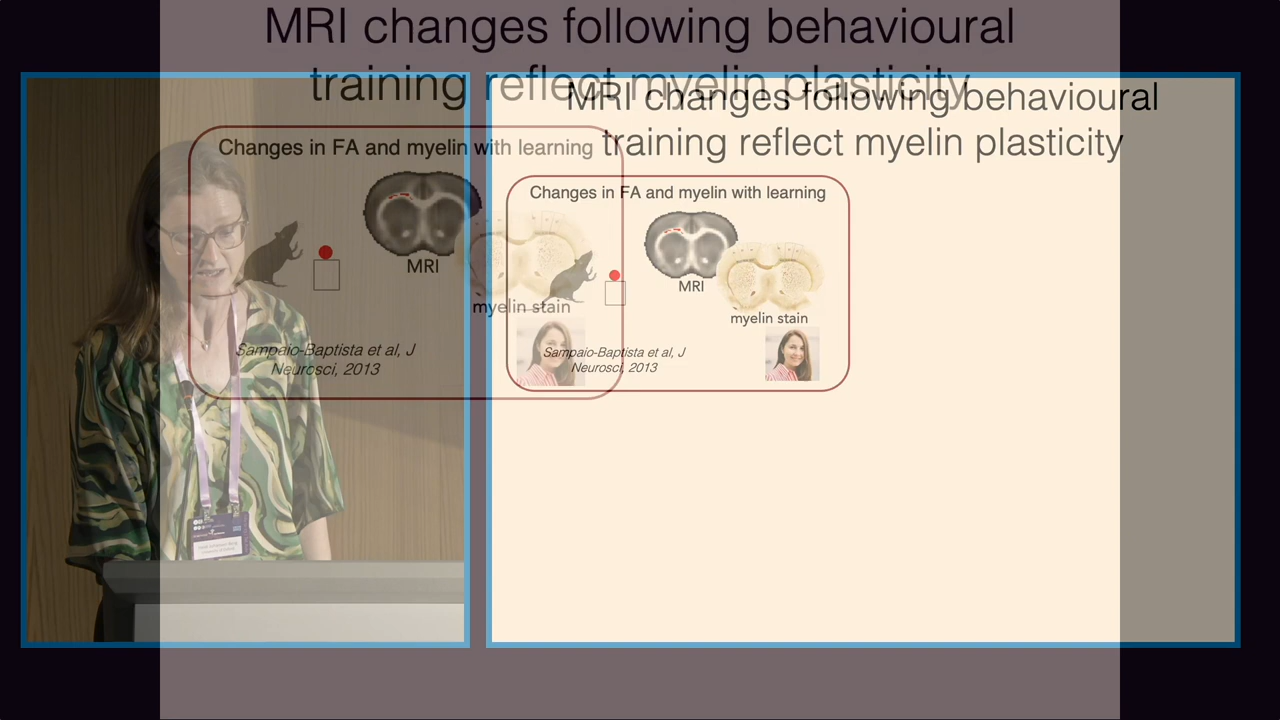 MRI changes following behavioural
training reflect myelin plasticity
Changes in FA and myelin with learning
MRI
myelin stain
Sampaio-Baptista et al, J
Neurosci, 2013
MRI changes following behavioural
training reflect myelin plasticity
Changes in FA and myelin with learning
MRI
myelin stain
Sampaio-Baptista et al, J
Neurosci, 2013